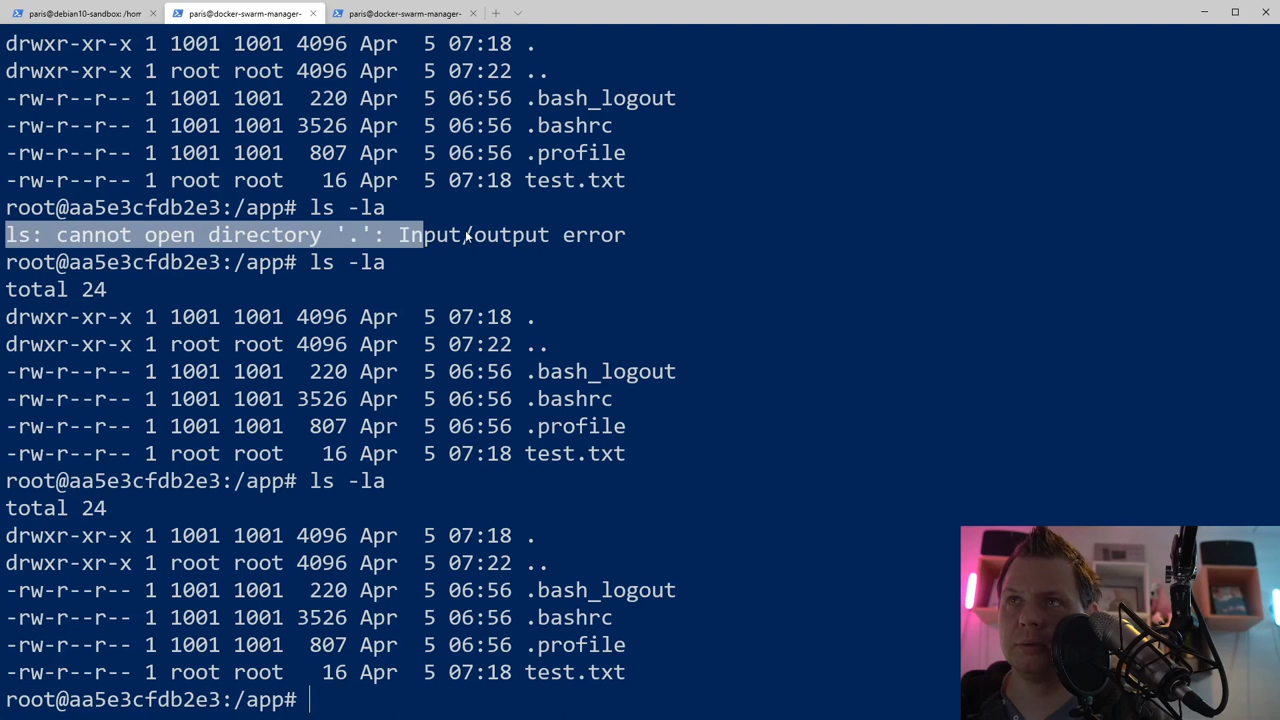 paris@debian10-sandbox: /hom
paris@docker-swarm-manager-
paris@docker-swarm-manager-
drwxr-xr-x 1 1001 1001 4096 Apr  5 07:18 .
drwxr-xr-x 1 root root 4096 Apr  5 07:22 ..
-rw-r--r-- 1 1001 1001  220 Apr  5 06:56 .bash_logout
-rw-r--r-- 1 1001 1001 3526 Apr  5 06:56 .bashrc
-rw-r--r-- 1 1001 1001  807 Apr  5 06:56 .profile
-rw-r--r-- 1 root root   16 Apr  5 07:18 test.txt
root@aa5e3cfdb2e3:/app# ls -la
ls: cannot open directory '.': Input/output error
root@aa5e3cfdb2e3:/app# ls -la
total 24
drwxr-xr-x 1 1001 1001 4096 Apr  5 07:18 .
drwxr-xr-x 1 root root 4096 Apr  5 07:22 ..
-rw-r--r-- 1 1001 1001  220 Apr  5 06:56 .bash_logout
-rw-r--r-- 1 1001 1001 3526 Apr  5 06:56 .bashrc
-rw-r--r-- 1 1001 1001  807 Apr  5 06:56 .profile
-rw-r--r-- 1 root root   16 Apr  5 07:18 test.txt
root@aa5e3cfdb2e3:/app# ls -la
total 24
drwxr-xr-x 1 1001 1001 4096 Apr  5 07:18 .
drwxr-xr-x 1 root root 4096 Apr  5 07:22 ..
-rw-r--r-- 1 1001 1001  220 Apr  5 06:56 .bash_logout
-rw-r--r-- 1 1001 1001 3526 Apr  5 06:56 .bashrc
-rw-r--r-- 1 1001 1001  807 Apr  5 06:56 .profile
-rw-r--r-- 1 root root   16 Apr  5 07:18 test.txt
root@aa5e3cfdb2e3:/app#